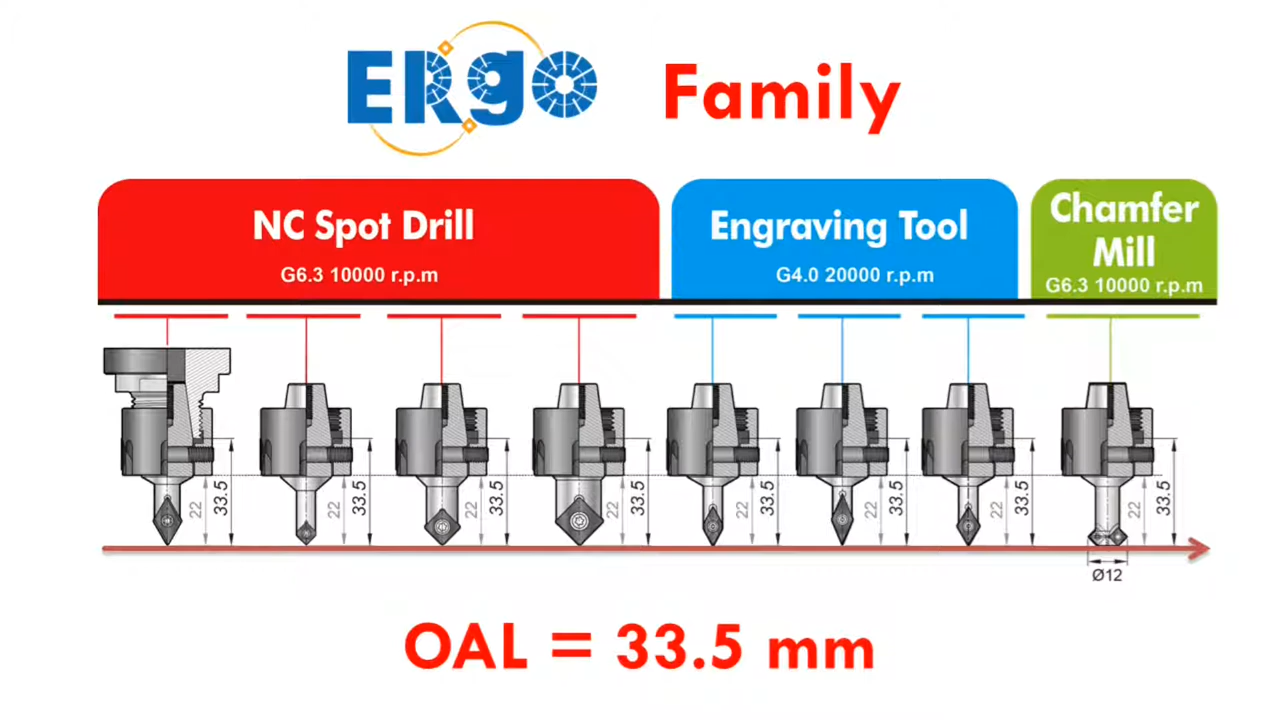 ERgo Family
NC Spot Drill
G6.3 10000 r.p.m
Engraving Tool
G4.0 20000 r.p.m
Chamfer
Mill
G6.3 10000 r.p.m
22 33.5 22 33.5 22 33.5 22 33.5 22 33.5 22 33.5 22 33.5 22 33.5
Ø12
OAL = 33.5 mm